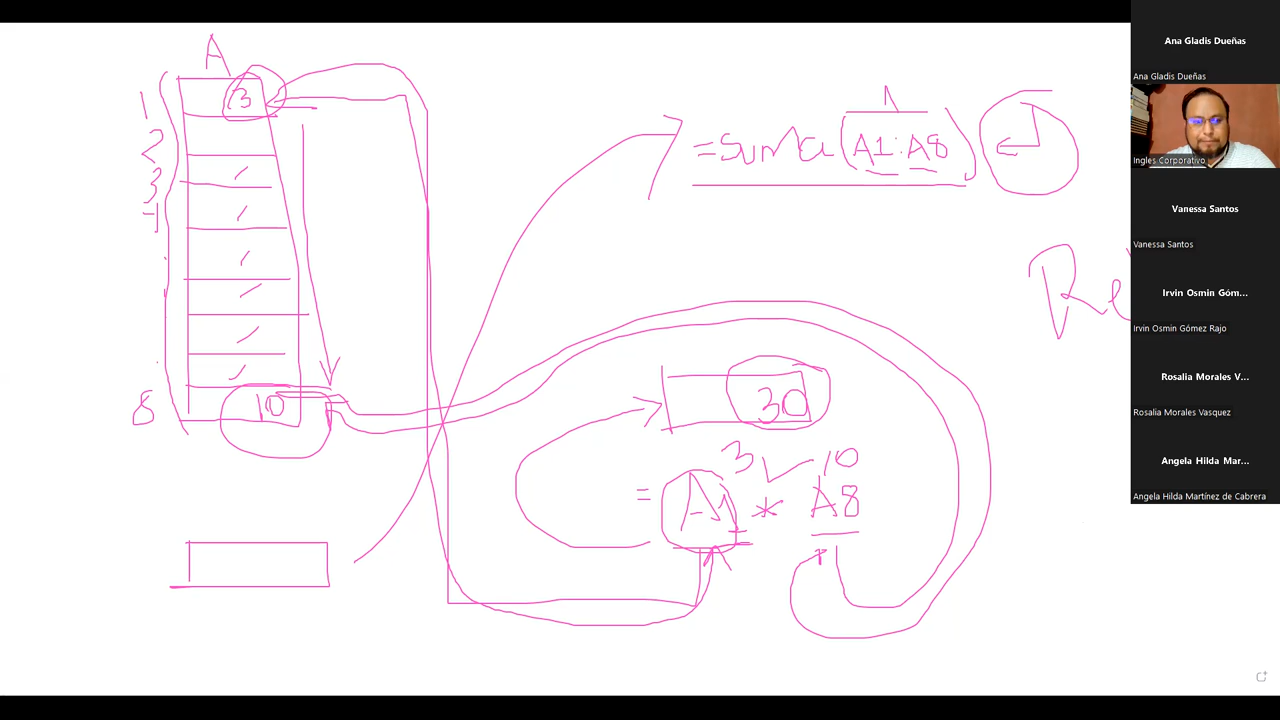 A
1
3
2
3
4
8
10
=Suma(A1:A8)
Re
30
3
10
= A1 * A8
Ana Gladis Dueñas
Ana Gladis Dueñas
Ingles Corporativo
Vanessa Santos
Vanessa Santos
Irvin Osmin Góm...
Irvin Osmin Gómez Rajo
Rosalia Morales V...
Rosalia Morales Vasquez
Angela Hilda Mar...
Angela Hilda Martínez de Cabrera